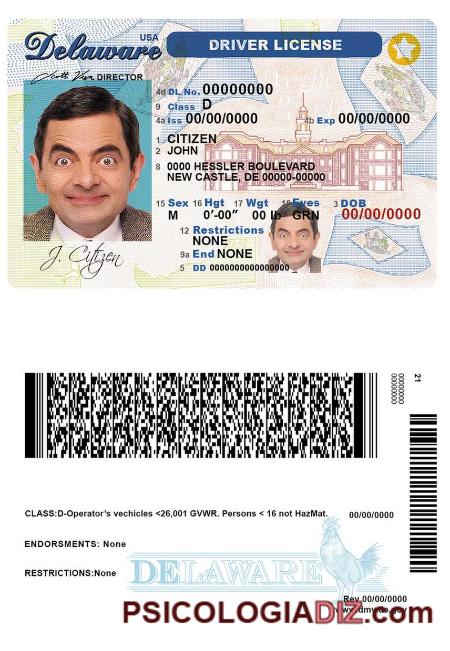 Delaware USA DRIVER LICENSE
DIRECTOR
4d DL No. 00000000
9 Class D
4a Iss 00/00/0000 4b Exp 00/00/0000
1 CITIZEN
2 JOHN
8 0000 HESSLER BOULEVARD
NEW CASTLE, DE 00000-00000
15 Sex 16 Hgt 17 Wgt 18 Eyes 3 DOB
M 0'-00" 00 lb GRN 00/00/0000
12 Restrictions
NONE
9a End NONE
J. Citizen
5 DD 0000000000000000
21
00000000
00000000
CLASS:D-Operator's vechicles <26,001 GVWR. Persons < 16 not HazMat. 00/00/0000
ENDORSMENTS: None
RESTRICTIONS:None
DELAWARE
Rev 00/00/0000
www.dmv.de.gov
PSICOLOGIADIZ.com